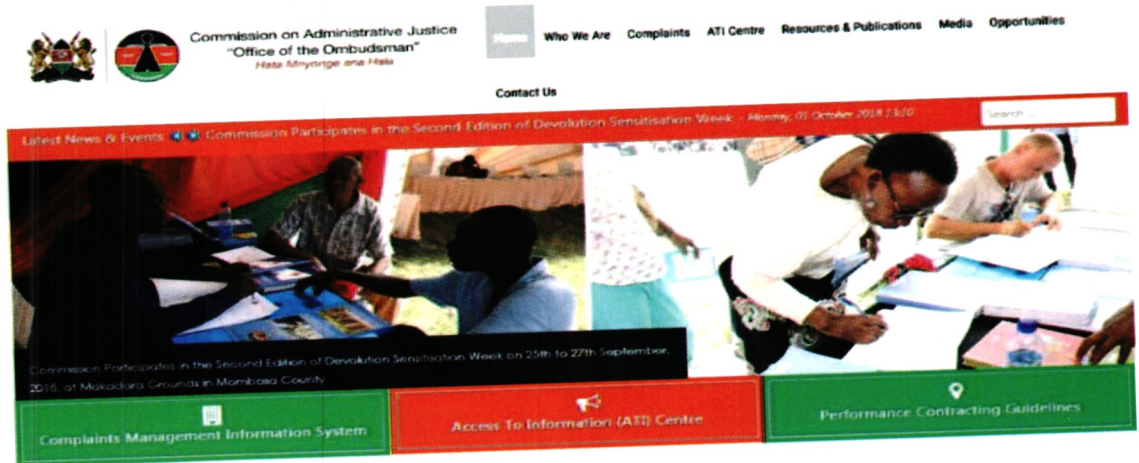 Commission on Administrative Justice
"Office of the Ombudsman"
Hata Mnyonge ana Haki
Home Who We Are Complaints ATI Centre Resources & Publications Media Opportunities
Contact Us
Latest News & Events Commission Participates in the Second Edition of Devolution Sensitisation Week - Monday, 01 October 2018 13:10
Search ...
Commission Participates in the Second Edition of Devolution Sensitisation Week on 25th to 27th September,
2018, at Makadara Grounds in Mombasa County
Complaints Management Information System
Access To Information (ATI) Centre
Performance Contracting Guidelines